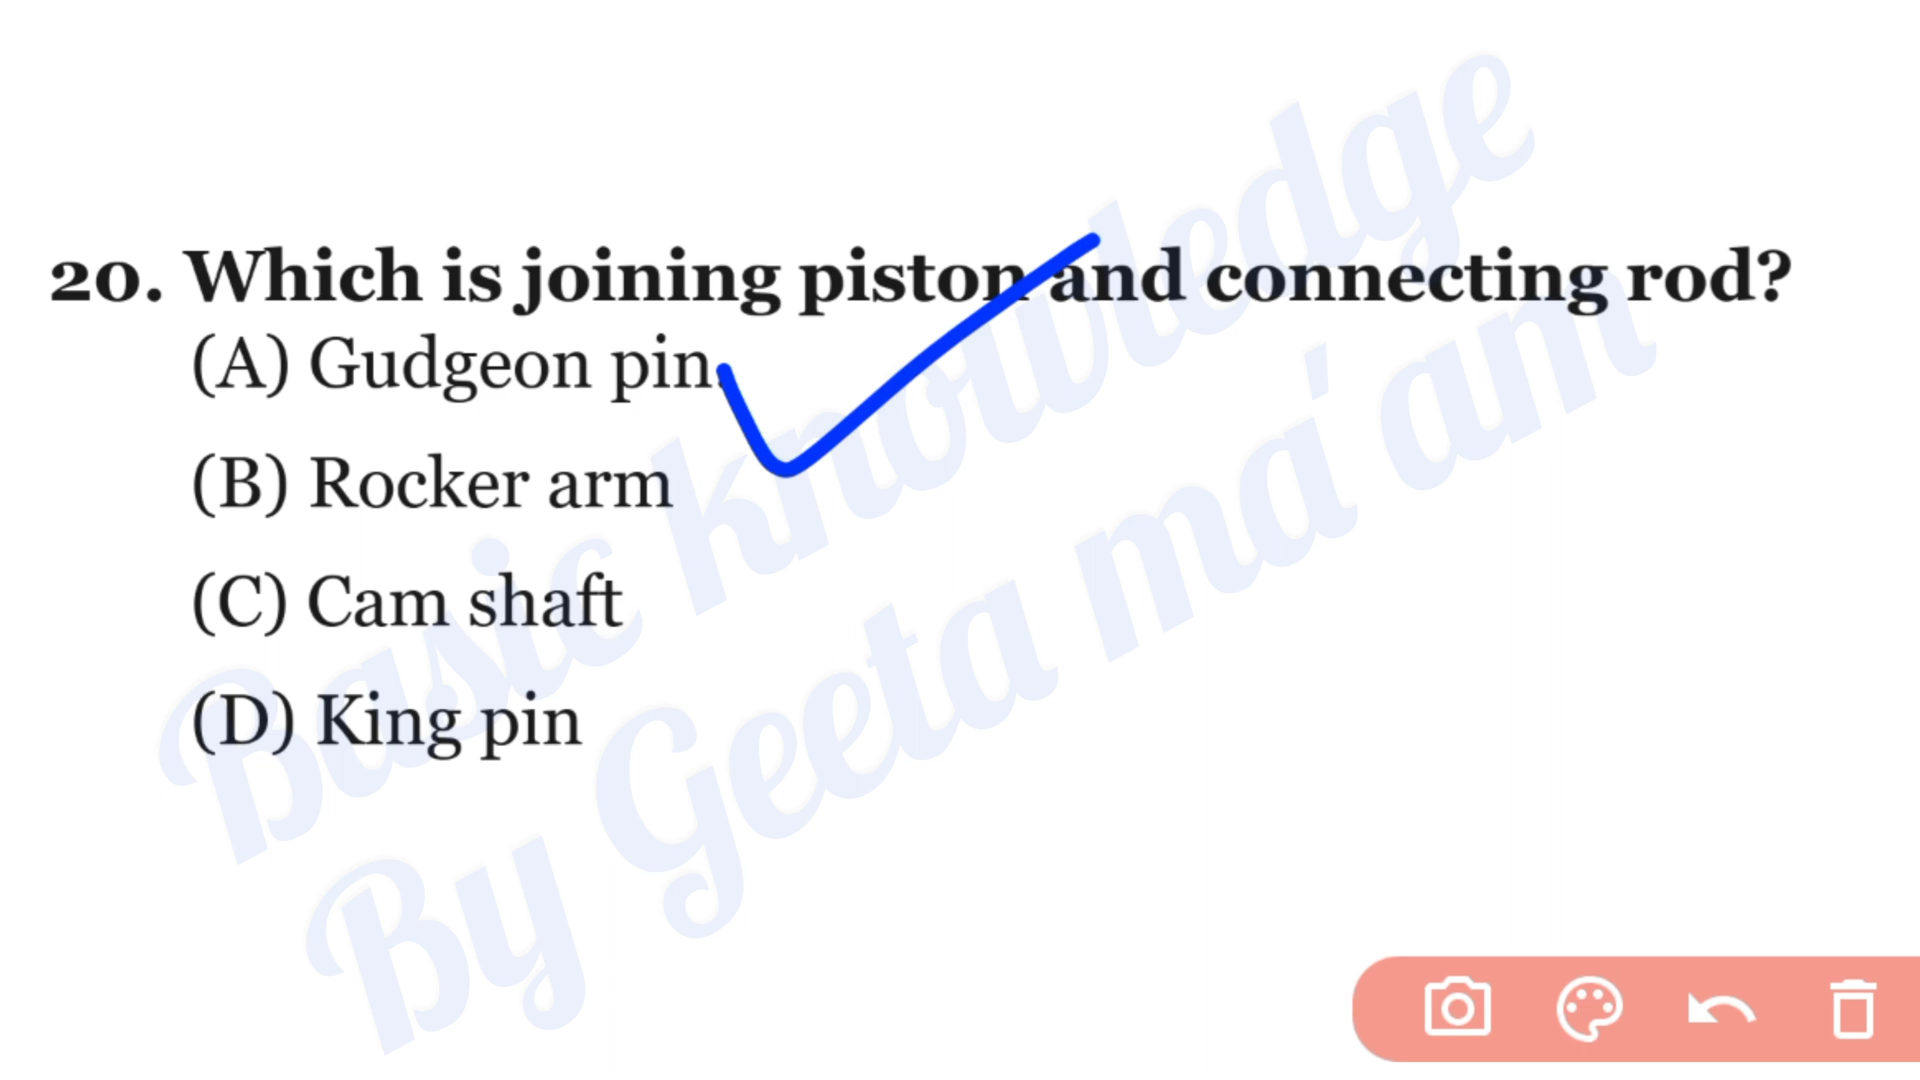 20. Which is joining piston and connecting rod?
(A) Gudgeon pin.
(B) Rocker arm
(C) Cam shaft
(D) King pin
Basic knowledge
By Geeta ma'am